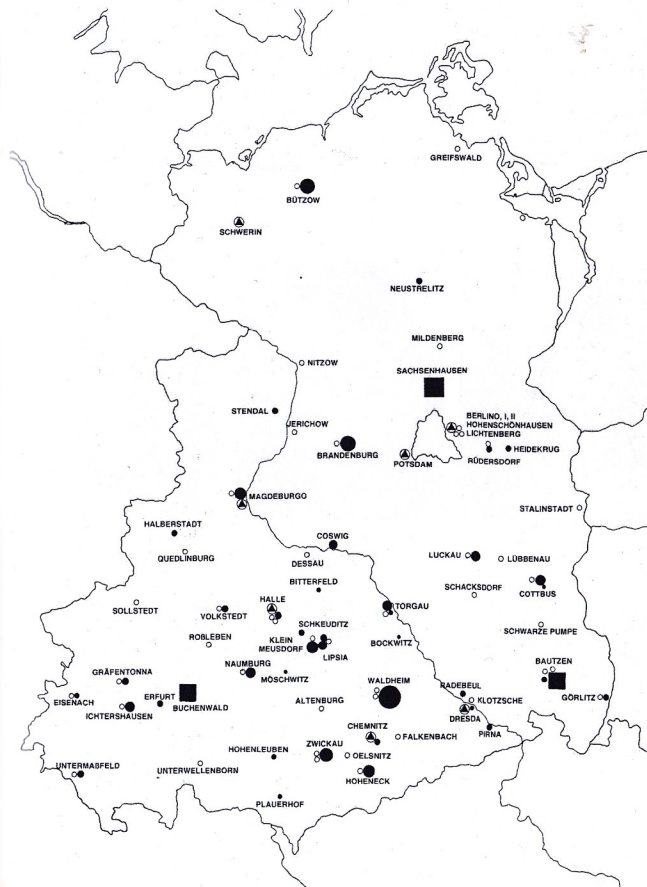 GREIFSWALD
BÜTZOW
SCHWERIN
NEUSTRELITZ
MILDENBERG
NITZOW
SACHSENHAUSEN
STENDAL
JERICHOW
BERLINO, I, II
HOHENSCHÖNHAUSEN
LICHTENBERG
BRANDENBURG
POTSDAM
RÜDERSDORF
HEIDEKRUG
MAGDEBURGO
STALINSTADT
HALBERSTADT
COSWIG
QUEDLINBURG
DESSAU
LUCKAU
LÜBBENAU
BITTERFELD
COTTBUS
SCHACKSDORF
SOLLSTEDT
VOLKSTEDT
HALLE
TORGAU
SCHKEUDITZ
SCHWARZE PUMPE
ROßLEBEN
KLEIN
MEUSDORF
LIPSIA
BOCKWITZ
NAUMBURG
MÖSCHWITZ
BAUTZEN
GRÄFENTONNA
WALDHEIM
RADEBEUL
EISENACH
ERFURT
BUCHENWALD
ALTENBURG
KLOTZSCHE
GÖRLITZ
ICHTERSHAUSEN
DRESDA
CHEMNITZ
FALKENBACH
PIRNA
HOHENLEUBEN
ZWICKAU
OELSNITZ
UNTERMAßFELD
UNTERWELLENBORN
HOHENECK
PLAUERHOF